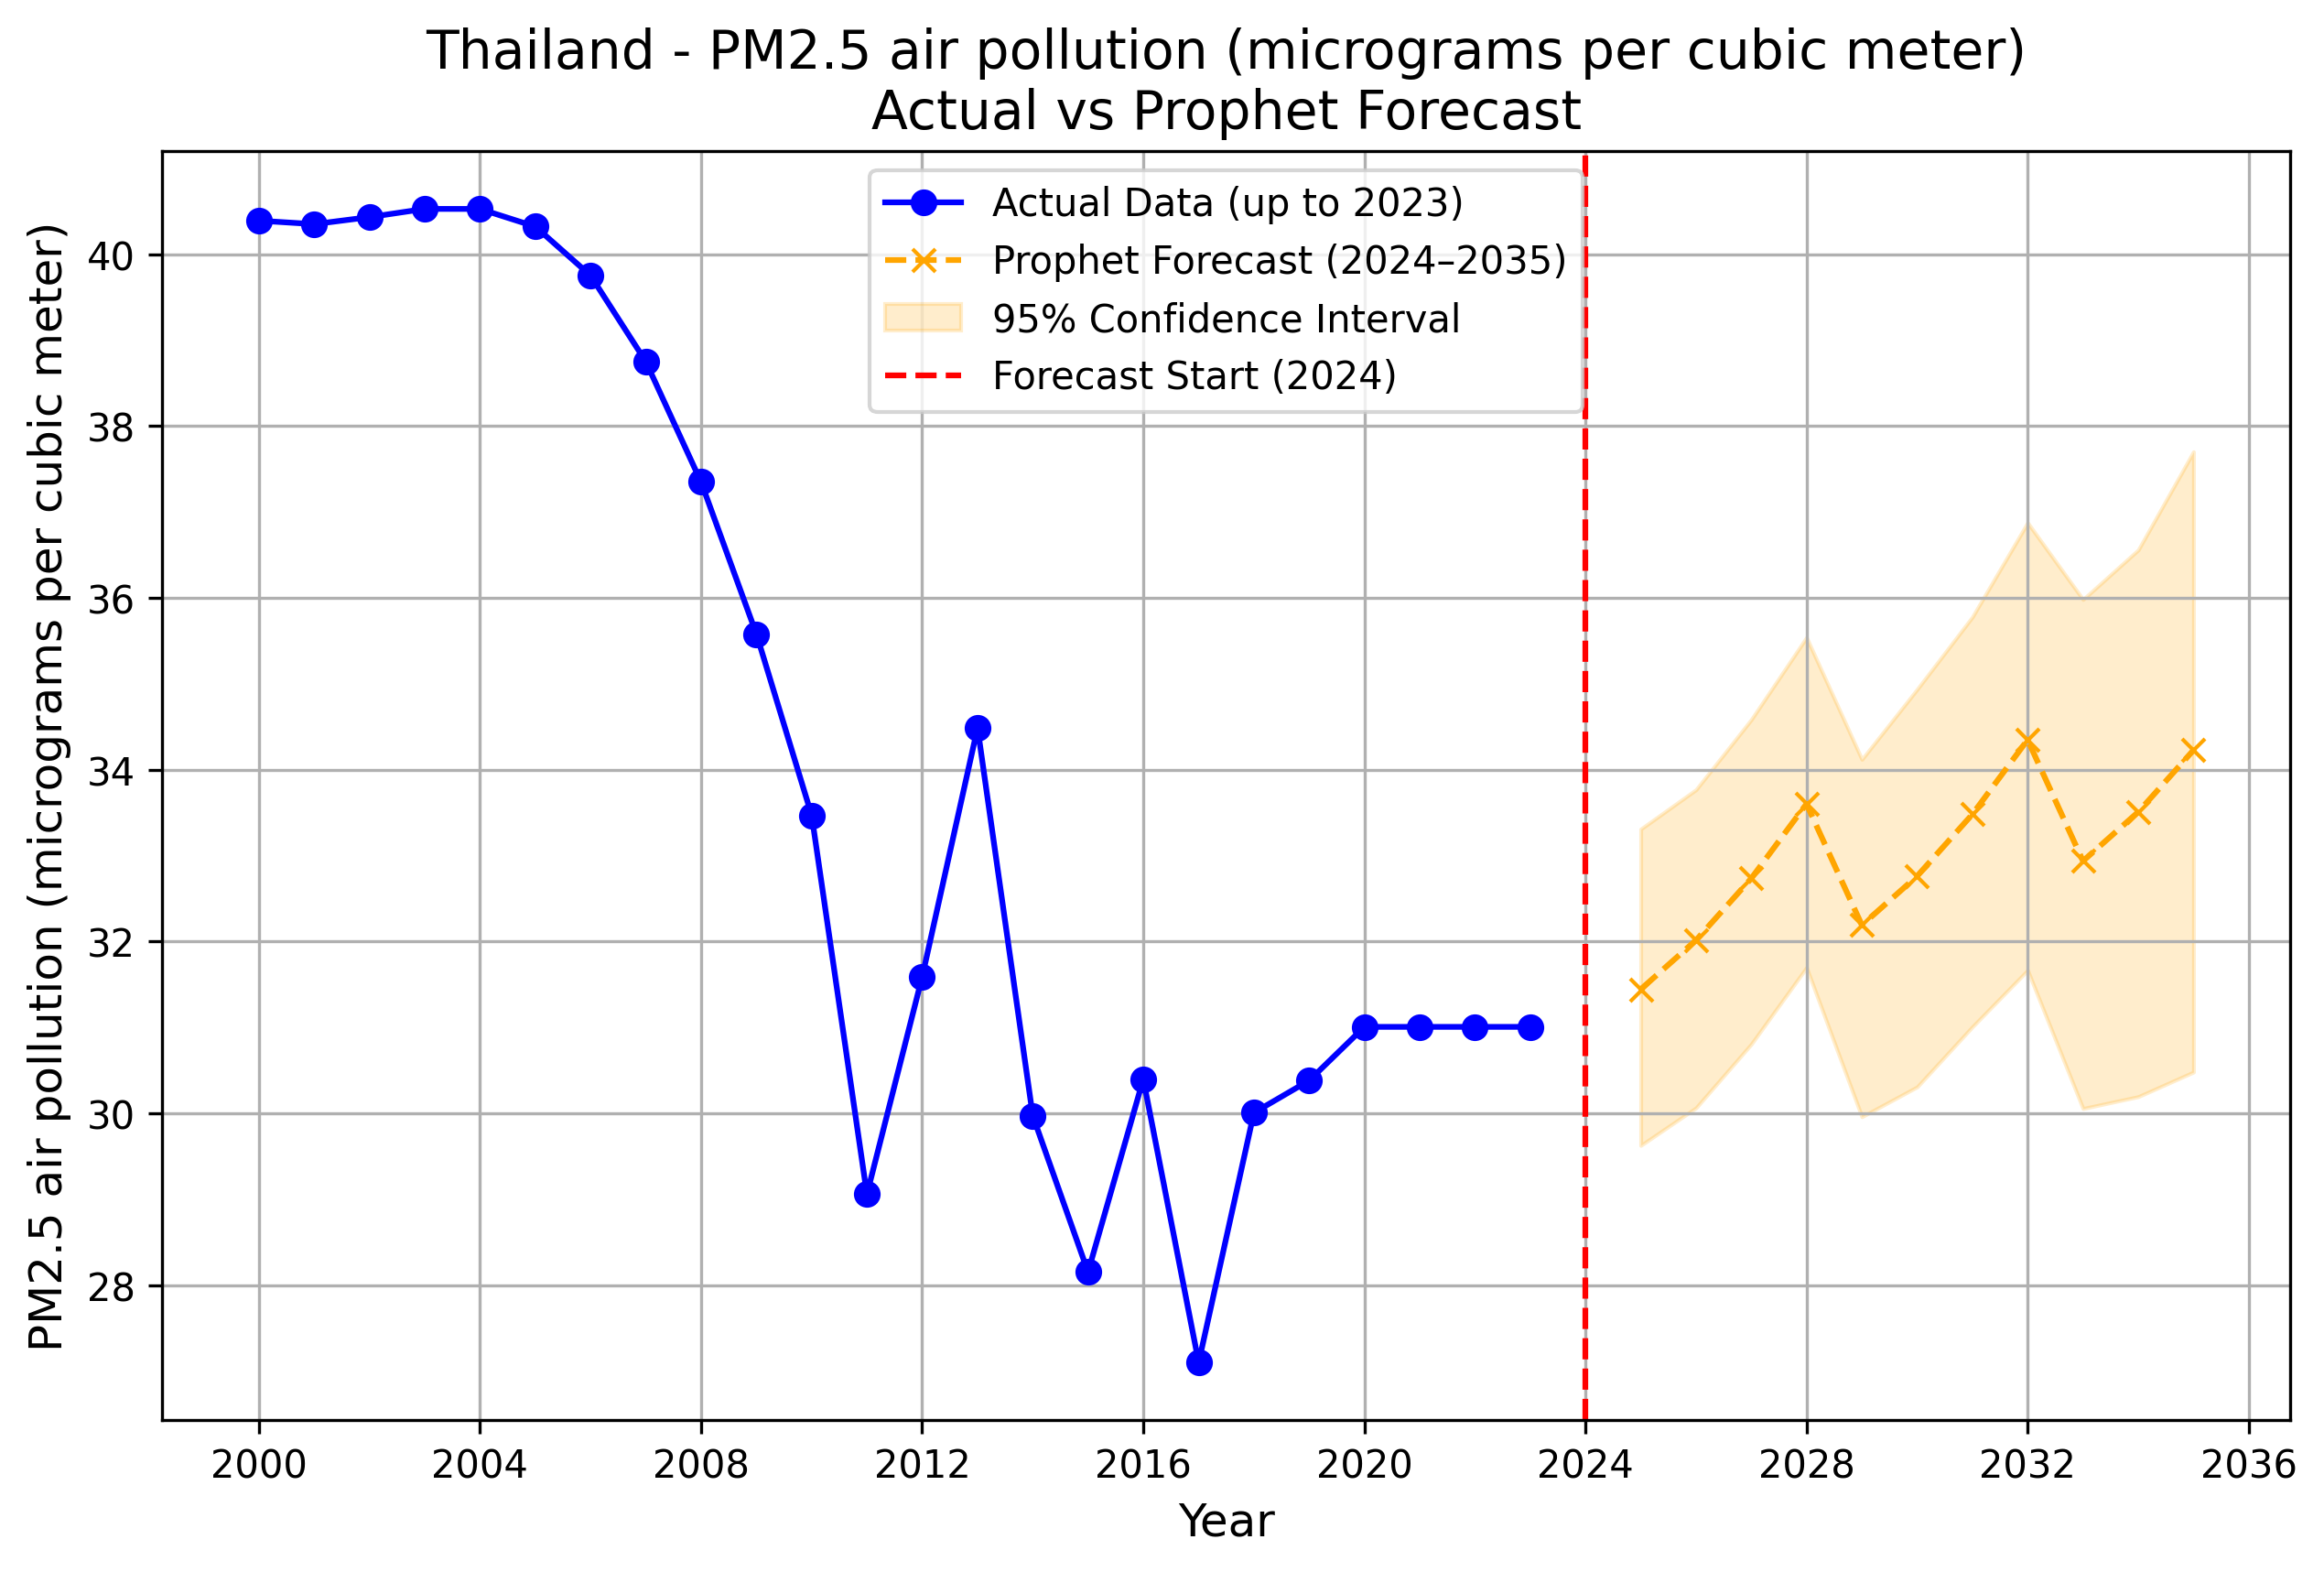 Thailand - PM2.5 air pollution (micrograms per cubic meter)
Actual vs Prophet Forecast
Actual Data (up to 2023)
Prophet Forecast (2024–2035)
95% Confidence Interval
Forecast Start (2024)
PM2.5 air pollution (micrograms per cubic meter)
40
38
36
34
32
30
28
2000 2004 2008 2012 2016 2020 2024 2028 2032 2036
Year